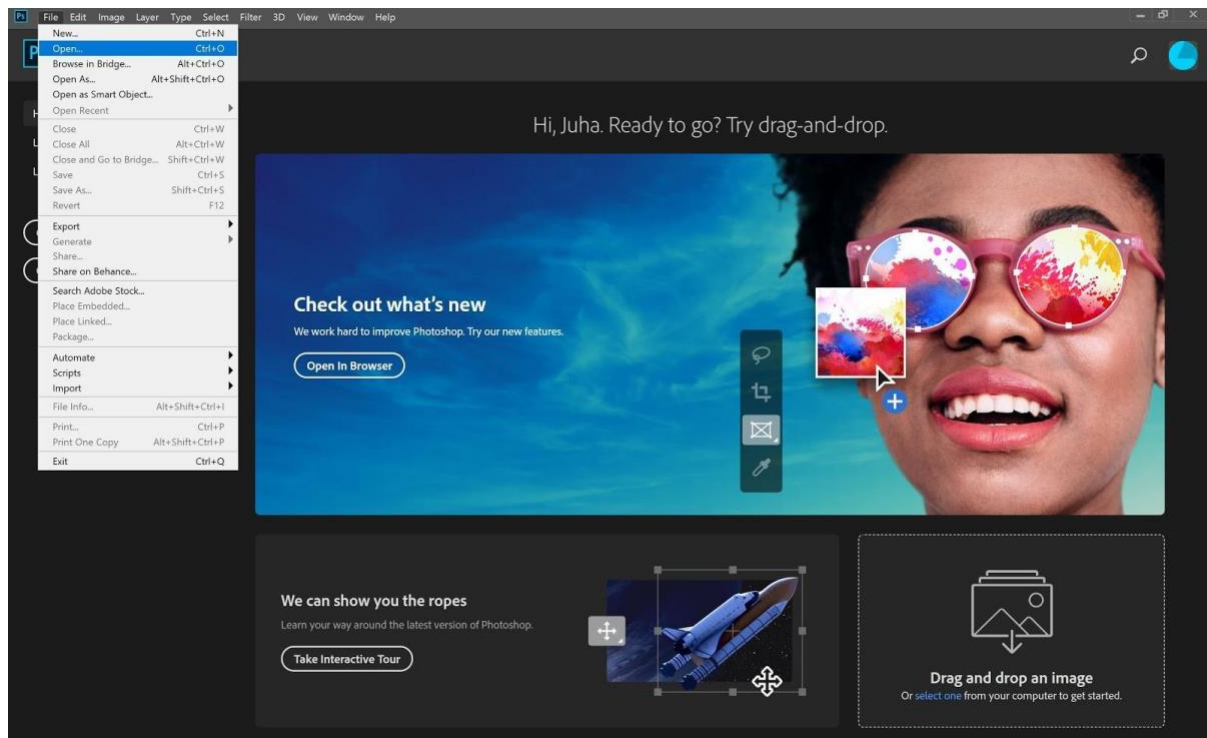 Ps File Edit Image Layer Type Select Filter 3D View Window Help
New... Ctrl+N
Open... Ctrl+O
Browse in Bridge... Alt+Ctrl+O
Open As... Alt+Shift+Ctrl+O
Open as Smart Object...
Open Recent
Close Ctrl+W
Close All Alt+Ctrl+W
Close and Go to Bridge... Shift+Ctrl+W
Save Ctrl+S
Save As... Shift+Ctrl+S
Revert F12
Export
Generate
Share...
Share on Behance...
Search Adobe Stock...
Place Embedded...
Place Linked...
Package...
Automate
Scripts
Import
File Info... Alt+Shift+Ctrl+I
Print... Ctrl+P
Print One Copy Alt+Shift+Ctrl+P
Exit Ctrl+Q
Hi, Juha. Ready to go? Try drag-and-drop.
Check out what's new
We work hard to improve Photoshop. Try our new features.
Open In Browser
We can show you the ropes
Learn your way around the latest version of Photoshop.
Take Interactive Tour
Drag and drop an image
Or select one from your computer to get started.